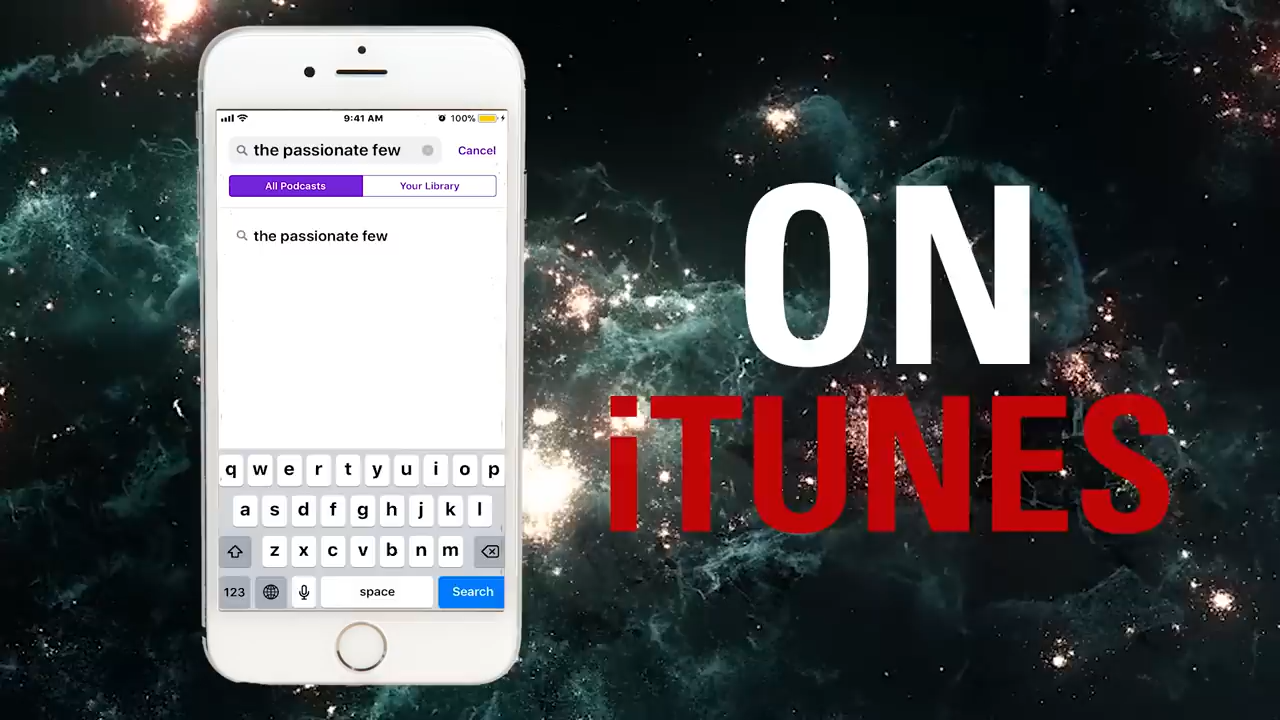 9:41 AM 100%
the passionate few Cancel
All Podcasts Your Library
the passionate few
q w e r t y u i o p
a s d f g h j k l
z x c v b n m
123 space Search
ON
iTUNES